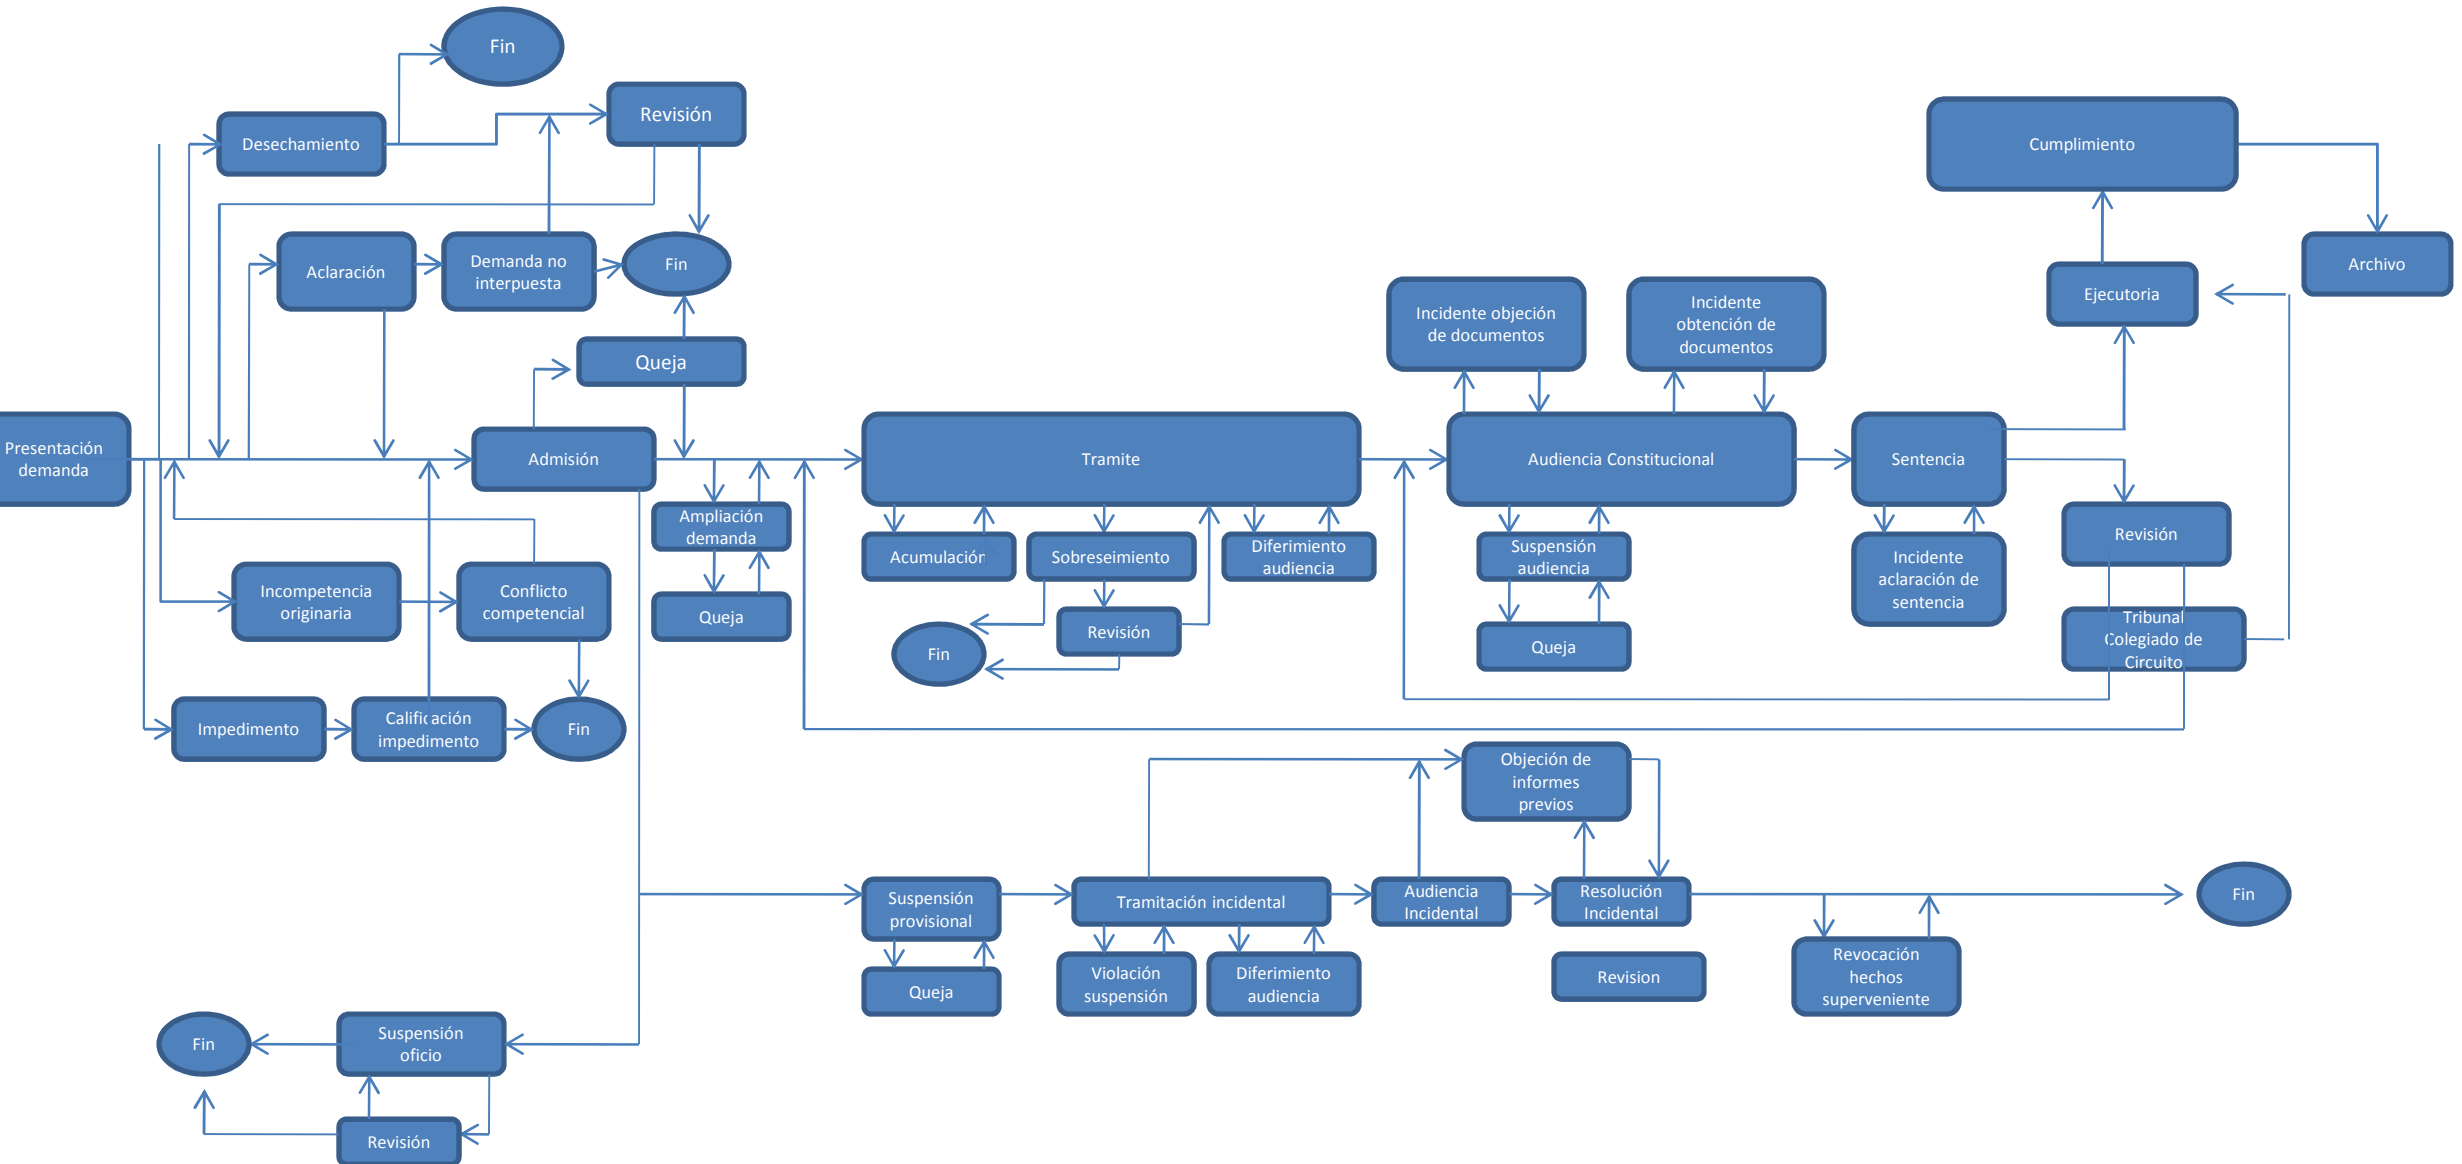 Fin
Revisión
Desechamiento
Cumplimiento
Aclaración
Demanda no
interpuesta
Fin
Archivo
Ejecutoria
Incidente objeción
de documentos
Incidente
obtención de
documentos
Queja
Presentación
demanda
Admisión
Tramite
Audiencia Constitucional
Sentencia
Ampliación
demanda
Acumulación
Sobreseimiento
Diferimiento
audiencia
Suspensión
audiencia
Incidente
aclaración de
sentencia
Revisión
Incompetencia
originaria
Conflicto
competencial
Queja
Revisión
Fin
Queja
Tribunal
Colegiado de
Circuito
Impedimento
Calificación
impedimento
Fin
Objeción de
informes
previos
Suspensión
provisional
Tramitación incidental
Audiencia
Incidental
Resolución
Incidental
Fin
Queja
Violación
suspensión
Diferimiento
audiencia
Revision
Revocación
hechos
superveniente
Fin
Suspensión
oficio
Revisión